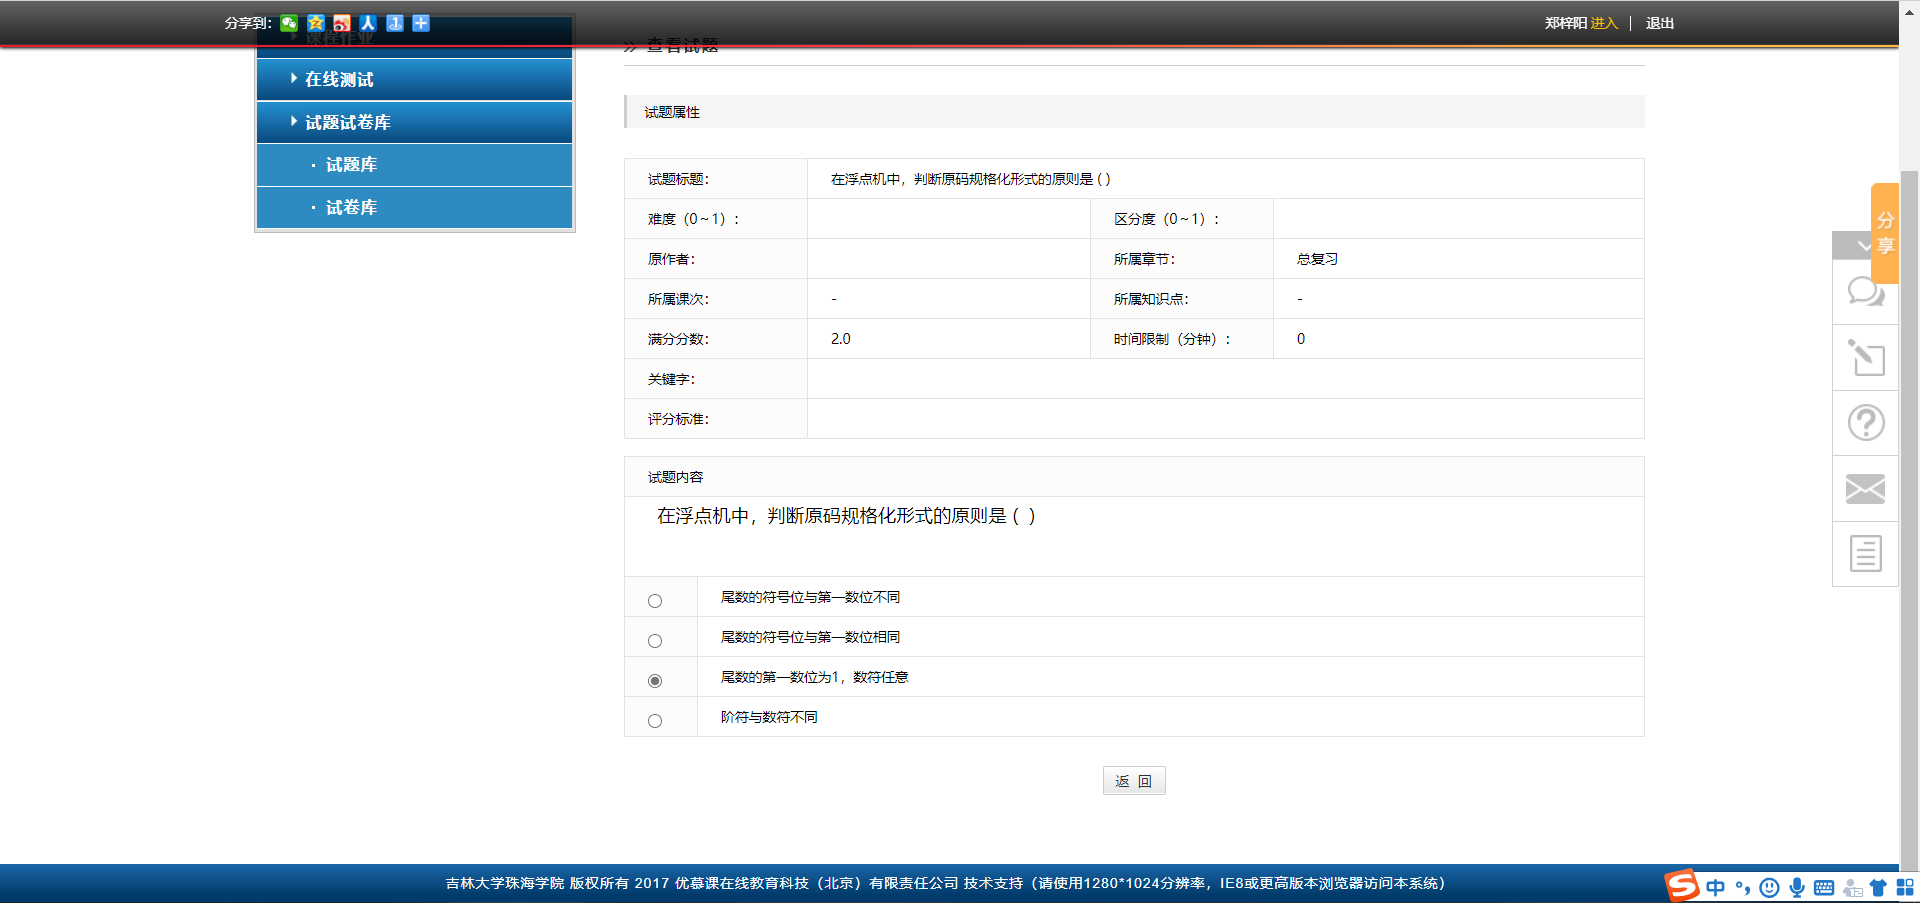 分享到:
郑梓阳 进入 | 退出
课程作业
在线测试
试题试卷库
· 试题库
· 试卷库
» 查看试题
试题属性
试题标题: 在浮点机中，判断原码规格化形式的原则是 ( )
难度（0～1）: 区分度（0～1）:
原作者: 所属章节: 总复习
所属课次: - 所属知识点: -
满分分数: 2.0 时间限制（分钟）: 0
关键字:
评分标准:
试题内容
在浮点机中，判断原码规格化形式的原则是 ( )
尾数的符号位与第一数位不同
尾数的符号位与第一数位相同
尾数的第一数位为1，数符任意
阶符与数符不同
返 回
分享
吉林大学珠海学院 版权所有 2017 优慕课在线教育科技（北京）有限责任公司 技术支持（请使用1280*1024分辨率，IE8或更高版本浏览器访问本系统）
中